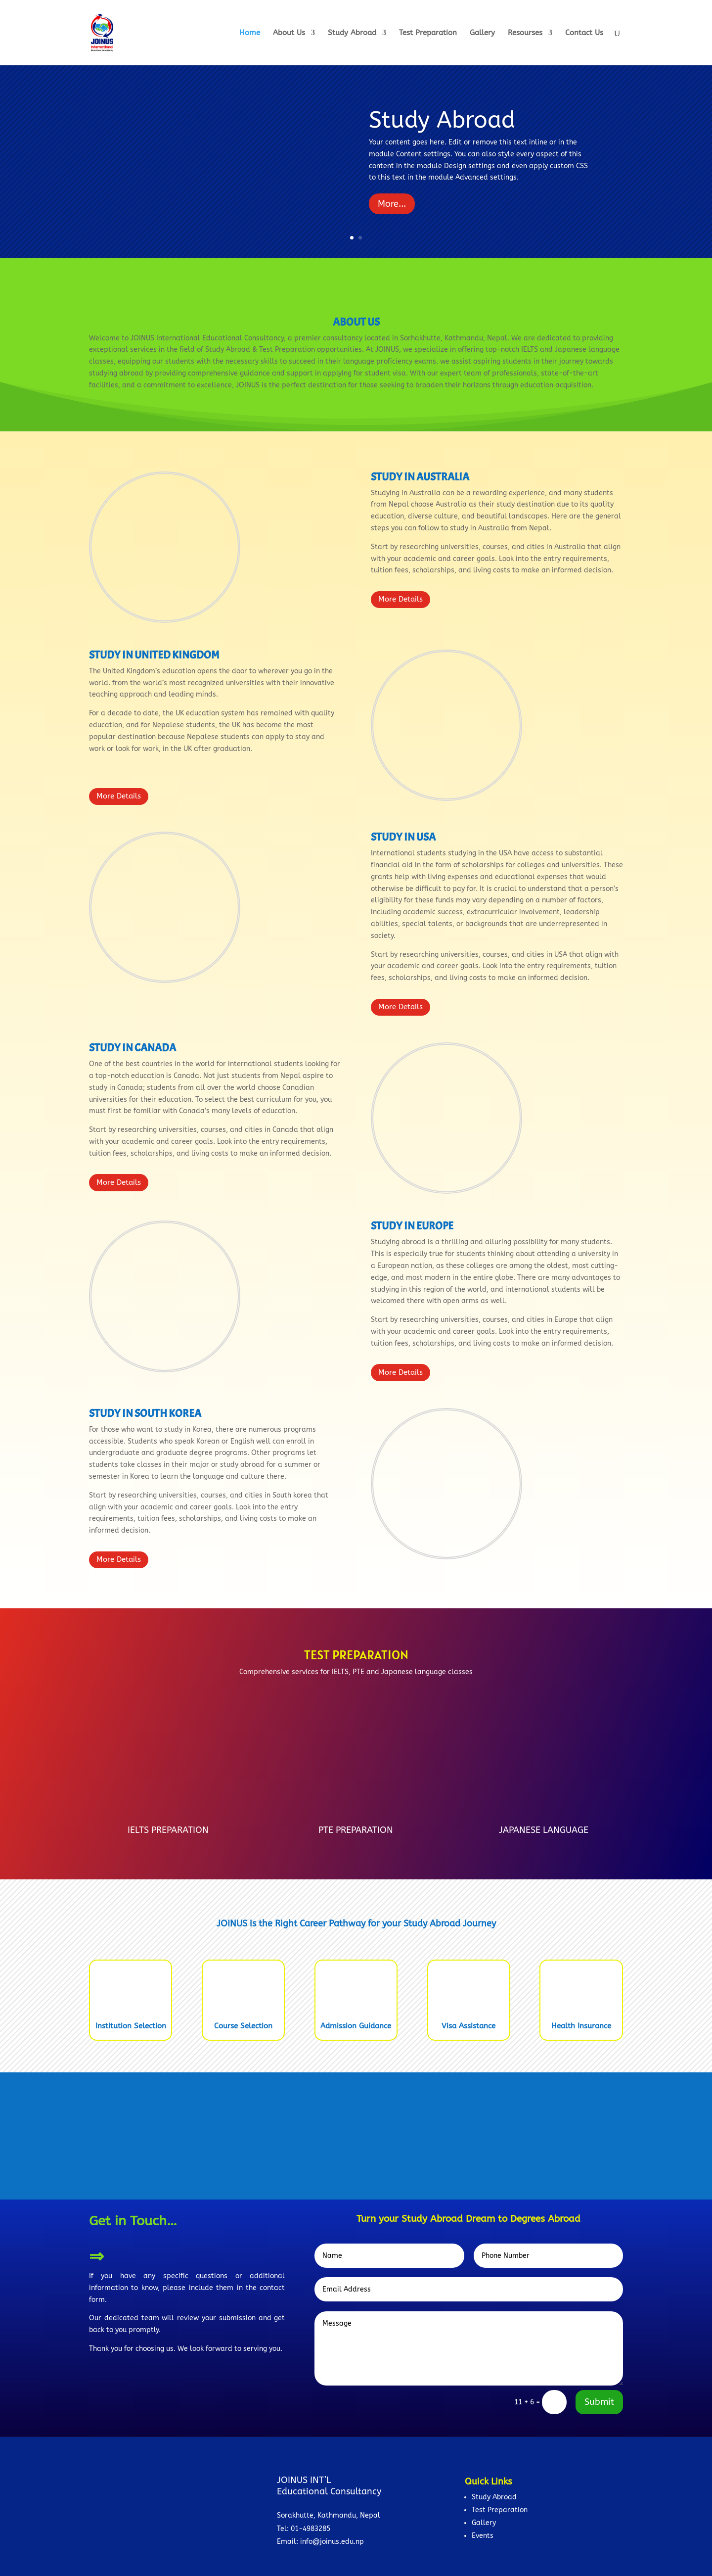 JOINUS
International
Home
About Us 3
Study Abroad 3
Test Preparation
Gallery
Resourses 3
Contact Us
U
Study Abroad
Your content goes here. Edit or remove this text inline or in the
module Content settings. You can also style every aspect of this
content in the module Design settings and even apply custom CSS
to this text in the module Advanced settings.
More...
ABOUT US
Welcome to JOINUS International Educational Consultancy, a premier consultancy located in Sorhakhutte, Kathmandu, Nepal. We are dedicated to providing
exceptional services in the field of Study Abroad & Test Preparation opportunities. At JOINUS, we specialize in offering top-notch IELTS and Japanese language
classes, equipping our students with the necessary skills to succeed in their language proficiency exams. we assist aspiring students in their journey towards
studying abroad by providing comprehensive guidance and support in applying for student visa. With our expert team of professionals, state-of-the-art
facilities, and a commitment to excellence, JOINUS is the perfect destination for those seeking to broaden their horizons through education acquisition.
STUDY IN AUSTRALIA
Studying in Australia can be a rewarding experience, and many students
from Nepal choose Australia as their study destination due to its quality
education, diverse culture, and beautiful landscapes. Here are the general
steps you can follow to study in Australia from Nepal.
Start by researching universities, courses, and cities in Australia that align
with your academic and career goals. Look into the entry requirements,
tuition fees, scholarships, and living costs to make an informed decision.
More Details
STUDY IN UNITED KINGDOM
The United Kingdom's education opens the door to wherever you go in the
world. from the world's most recognized universities with their innovative
teaching approach and leading minds.
For a decade to date, the UK education system has remained with quality
education, and for Nepalese students, the UK has become the most
popular destination because Nepalese students can apply to stay and
work or look for work, in the UK after graduation.
More Details
STUDY IN USA
International students studying in the USA have access to substantial
financial aid in the form of scholarships for colleges and universities. These
grants help with living expenses and educational expenses that would
otherwise be difficult to pay for. It is crucial to understand that a person's
eligibility for these funds may vary depending on a number of factors,
including academic success, extracurricular involvement, leadership
abilities, special talents, or backgrounds that are underrepresented in
society.
Start by researching universities, courses, and cities in USA that align with
your academic and career goals. Look into the entry requirements, tuition
fees, scholarships, and living costs to make an informed decision.
More Details
STUDY IN CANADA
One of the best countries in the world for international students looking for
a top-notch education is Canada. Not just students from Nepal aspire to
study in Canada; students from all over the world choose Canadian
universities for their education. To select the best curriculum for you, you
must first be familiar with Canada's many levels of education.
Start by researching universities, courses, and cities in Canada that align
with your academic and career goals. Look into the entry requirements,
tuition fees, scholarships, and living costs to make an informed decision.
More Details
STUDY IN EUROPE
Studying abroad is a thrilling and alluring possibility for many students.
This is especially true for students thinking about attending a university in
a European nation, as these colleges are among the oldest, most cutting-
edge, and most modern in the entire globe. There are many advantages to
studying in this region of the world, and international students will be
welcomed there with open arms as well.
Start by researching universities, courses, and cities in Europe that align
with your academic and career goals. Look into the entry requirements,
tuition fees, scholarships, and living costs to make an informed decision.
More Details
STUDY IN SOUTH KOREA
For those who want to study in Korea, there are numerous programs
accessible. Students who speak Korean or English well can enroll in
undergraduate and graduate degree programs. Other programs let
students take classes in their major or study abroad for a summer or
semester in Korea to learn the language and culture there.
Start by researching universities, courses, and cities in South korea that
align with your academic and career goals. Look into the entry
requirements, tuition fees, scholarships, and living costs to make an
informed decision.
More Details
TEST PREPARATION
Comprehensive services for IELTS, PTE and Japanese language classes
IELTS PREPARATION
PTE PREPARATION
JAPANESE LANGUAGE
JOINUS is the Right Career Pathway for your Study Abroad Journey
Institution Selection
Course Selection
Admission Guidance
Visa Assistance
Health Insurance
Get in Touch...
⇒
If you have any specific questions or additional
information to know, please include them in the contact
form.
Our dedicated team will review your submission and get
back to you promptly.
Thank you for choosing us. We look forward to serving you.
Turn your Study Abroad Dream to Degrees Abroad
Name
Phone Number
Email Address
Message
11 + 6 =
Submit
JOINUS INT'L
Educational Consultancy
Sorakhutte, Kathmandu, Nepal
Tel: 01-4983285
Email: info@joinus.edu.np
Quick Links
• Study Abroad
• Test Preparation
• Gallery
• Events